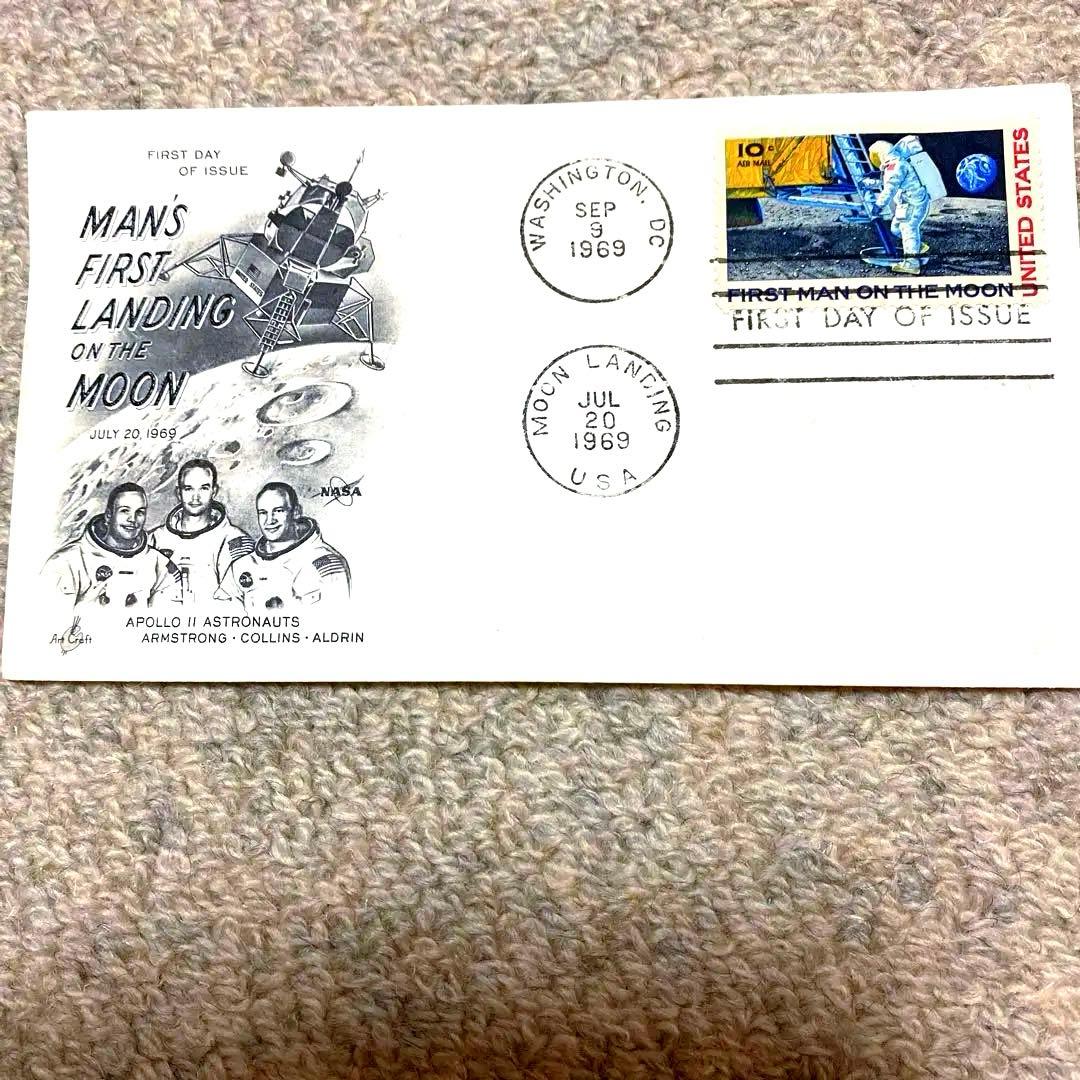 FIRST DAY
OF ISSUE
MAN'S
FIRST
LANDING
ON THE
MOON
JULY 20, 1969
NASA
APOLLO 11 ASTRONAUTS
ARMSTRONG · COLLINS · ALDRIN
Art Craft
WASHINGTON, DC
SEP
9
1969
MOON LANDING
JUL
20
1969
USA
10c
AIR MAIL
UNITED STATES
FIRST MAN ON THE MOON
FIRST DAY OF ISSUE